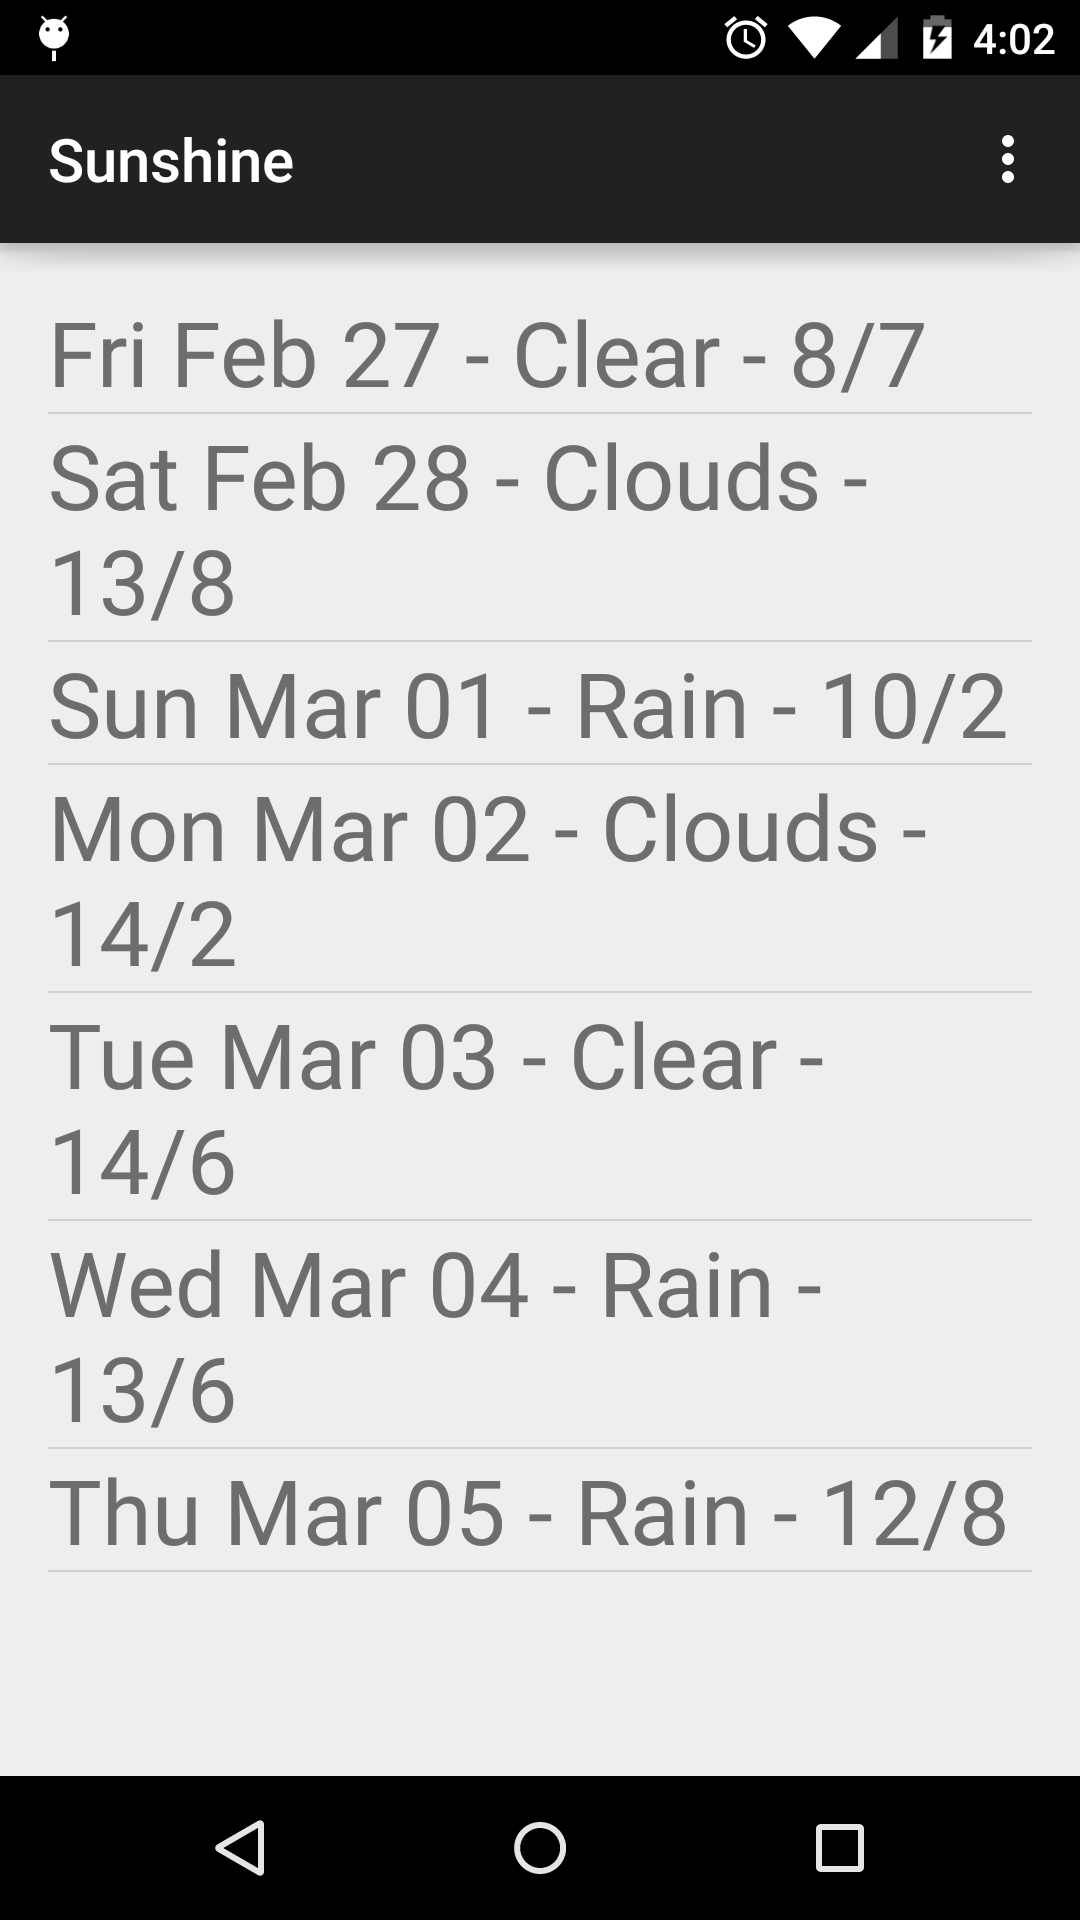 4:02
Sunshine
Fri Feb 27 - Clear - 8/7
Sat Feb 28 - Clouds -
13/8
Sun Mar 01 - Rain - 10/2
Mon Mar 02 - Clouds -
14/2
Tue Mar 03 - Clear -
14/6
Wed Mar 04 - Rain -
13/6
Thu Mar 05 - Rain - 12/8